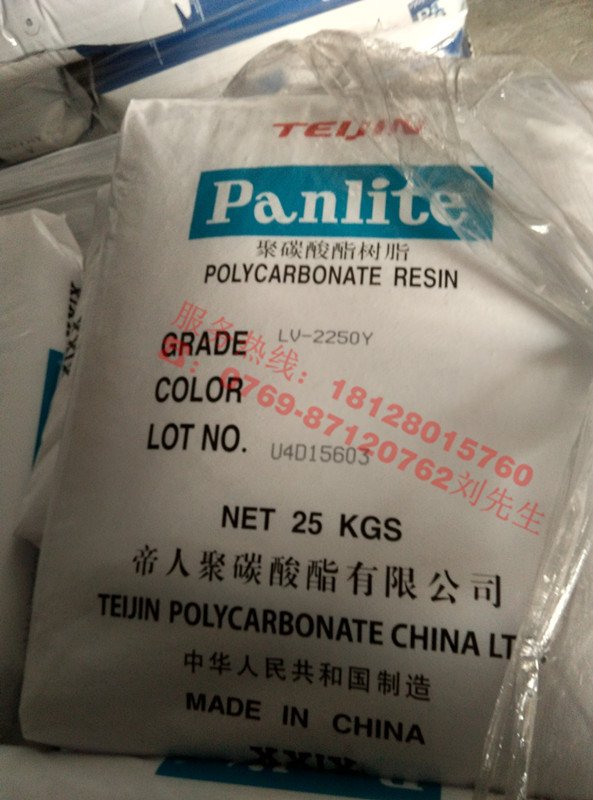 TEIJIN
Panlite
聚碳酸酯树脂
POLYCARBONATE RESIN
GRADE LV-2250Y
服务热线：18128015760
COLOR
：0769-87120762刘先生
LOT NO. U4D15603
NET 25 KGS
帝人聚碳酸酯有限公司
TEIJIN POLYCARBONATE CHINA LT
中华人民共和国制造
MADE IN CHINA